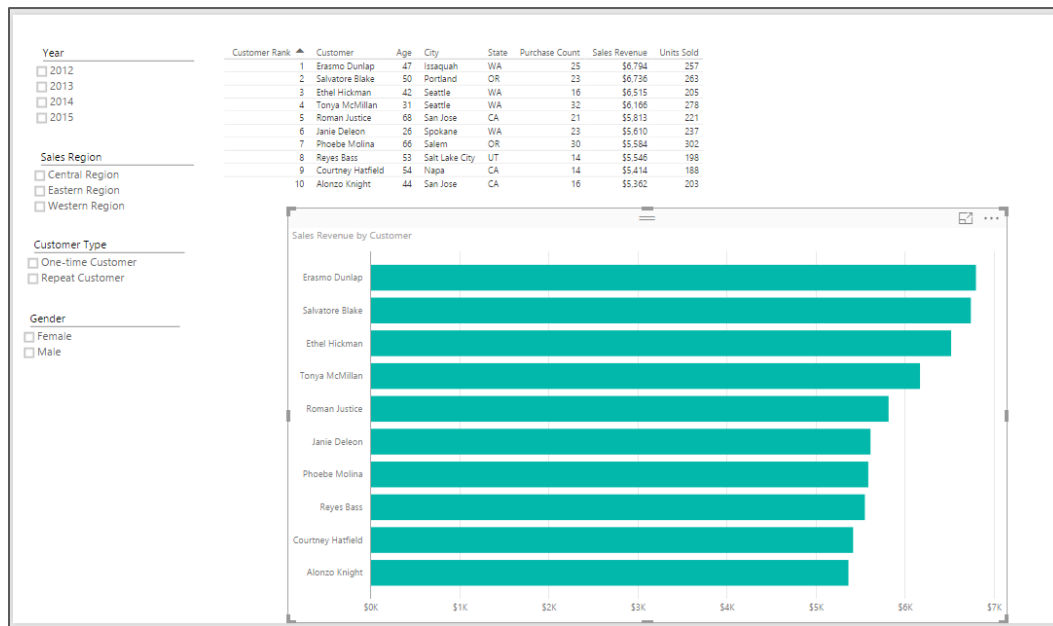 Year
2012
2013
2014
2015
Sales Region
Central Region
Eastern Region
Western Region
Customer Type
One-time Customer
Repeat Customer
Gender
Female
Male
Customer Rank Customer Age City State Purchase Count Sales Revenue Units Sold
1 Erasmo Dunlap 47 Issaquah WA 25 $6,794 257
2 Salvatore Blake 50 Portland OR 23 $6,736 263
3 Ethel Hickman 42 Seattle WA 16 $6,515 205
4 Tonya McMillan 31 Seattle WA 32 $6,166 278
5 Roman Justice 68 San Jose CA 21 $5,813 221
6 Janie Deleon 26 Spokane WA 23 $5,610 237
7 Phoebe Molina 66 Salem OR 30 $5,584 302
8 Reyes Bass 53 Salt Lake City UT 14 $5,546 198
9 Courtney Hatfield 54 Napa CA 14 $5,414 188
10 Alonzo Knight 44 San Jose CA 16 $5,362 203
Sales Revenue by Customer
Erasmo Dunlap
Salvatore Blake
Ethel Hickman
Tonya McMillan
Roman Justice
Janie Deleon
Phoebe Molina
Reyes Bass
Courtney Hatfield
Alonzo Knight
$0K $1K $2K $3K $4K $5K $6K $7K